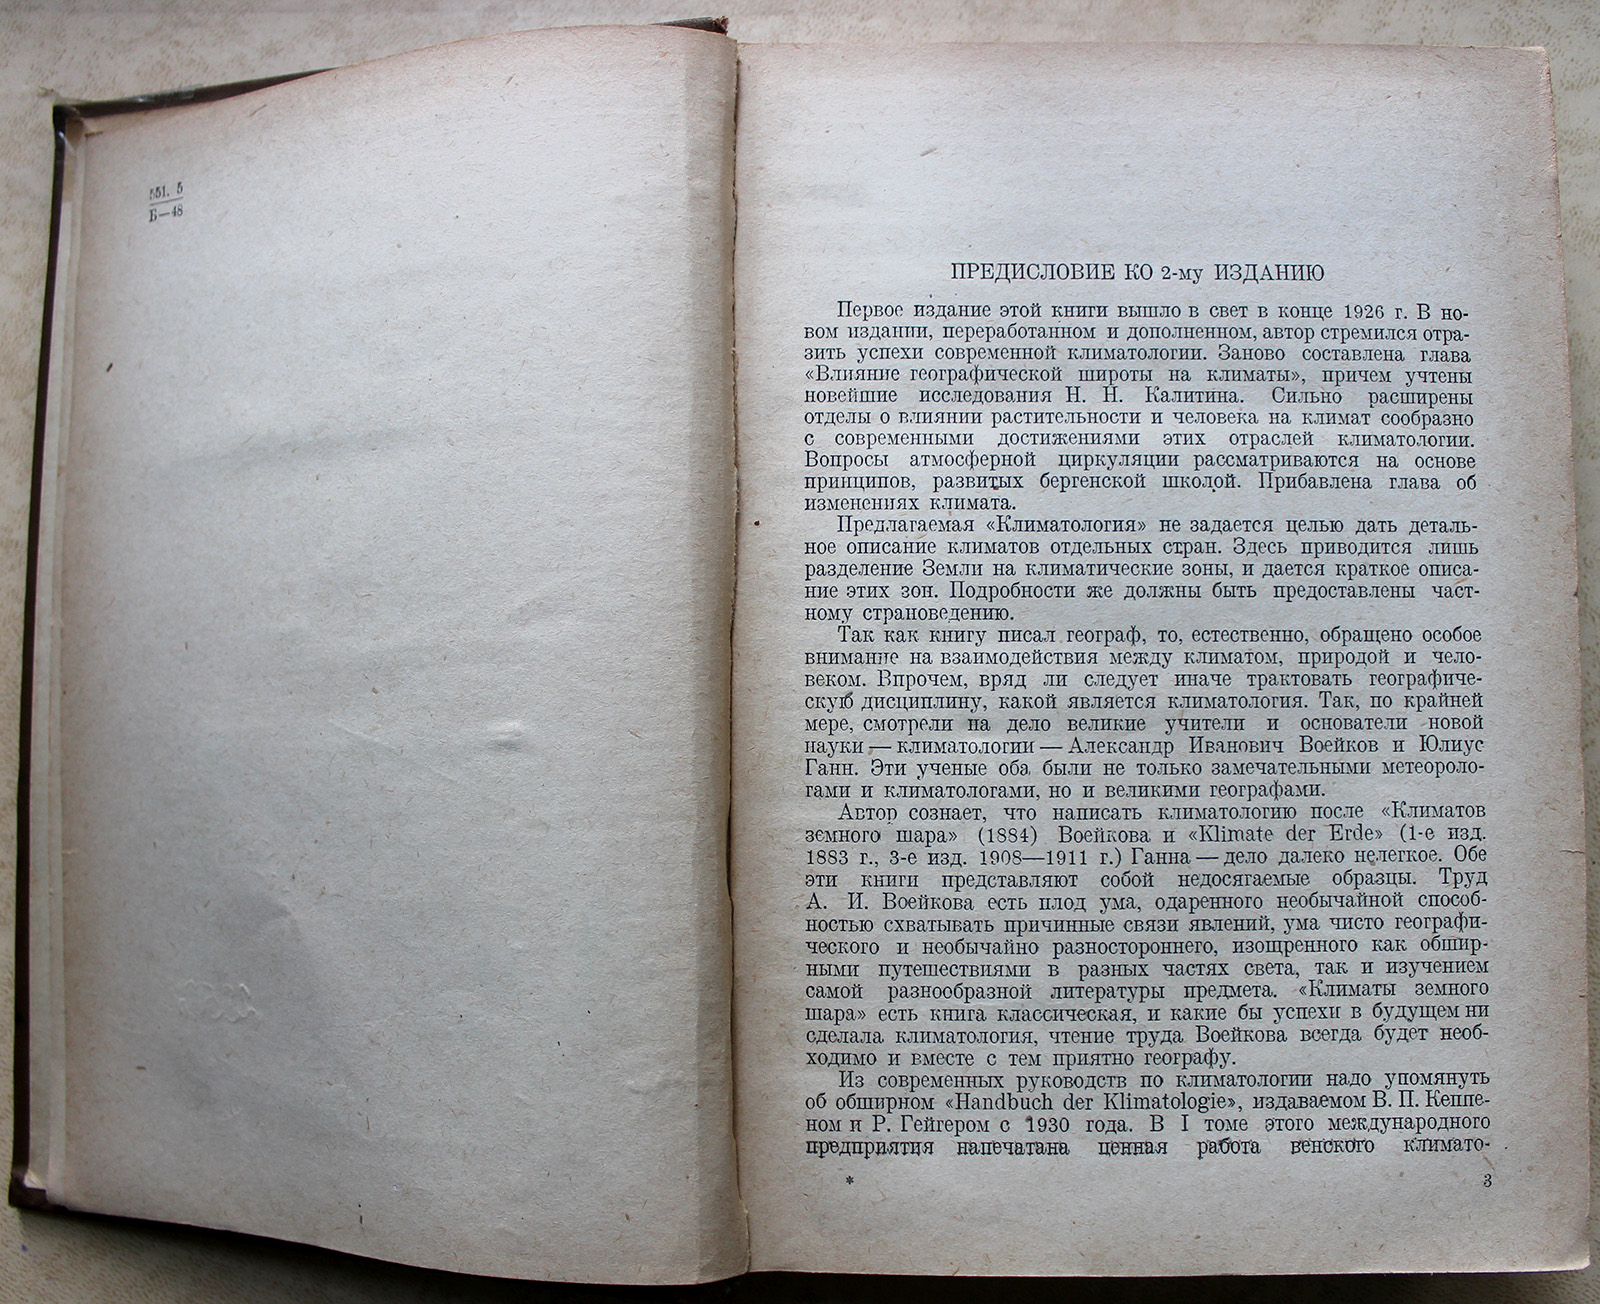 551. 5
Б—48
ПРЕДИСЛОВИЕ КО 2-му ИЗДАНИЮ
Первое издание этой книги вышло в свет в конце 1926 г. В но-
вом издании, переработанном и дополненном, автор стремился отра-
зить успехи современной климатологии. Заново составлена глава
«Влияние географической широты на климаты», причем учтены
новейшие исследования Н. Н. Калитина. Сильно расширены
отделы о влиянии растительности и человека на климат сообразно
с современными достижениями этих отраслей климатологии.
Вопросы атмосферной циркуляции рассматриваются на основе
принципов, развитых бергенской школой. Прибавлена глава об
изменениях климата.
Предлагаемая «Климатология» не задается целью дать деталь-
ное описание климатов отдельных стран. Здесь приводится лишь
разделение Земли на климатические зоны, и дается краткое описа-
ние этих зон. Подробности же должны быть предоставлены част-
ному страноведению.
Так как книгу писал географ, то, естественно, обращено особое
внимание на взаимодействия между климатом, природой и чело-
веком. Впрочем, вряд ли следует иначе трактовать географиче-
скую дисциплину, какой является климатология. Так, по крайней
мере, смотрели на дело великие учители и основатели новой
науки — климатологии — Александр Иванович Воейков и Юлиус
Ганн. Эти ученые оба были не только замечательными метеороло-
гами и климатологами, но и великими географами.
Автор сознает, что написать климатологию после «Климатов
земного шара» (1884) Воейкова и «Klimate der Erde» (1-е изд.
1883 г., 3-е изд. 1908—1911 г.) Ганна — дело далеко нелегкое. Обе
эти книги представляют собой недосягаемые образцы. Труд
А. И. Воейкова есть плод ума, одаренного необычайной способ-
ностью схватывать причинные связи явлений, ума чисто географи-
ческого и необычайно разностороннего, изощренного как обшир-
ными путешествиями в разных частях света, так и изучением
самой разнообразной литературы предмета. «Климаты земного
шара» есть книга классическая, и какие бы успехи в будущем ни
сделала климатология, чтение труда Воейкова всегда будет необ-
ходимо и вместе с тем приятно географу.
Из современных руководств по климатологии надо упомянуть
об обширном «Handbuch der Klimatologie», издаваемом В. П. Кеппе-
ном и Р. Гейгером с 1930 года. В I томе этого международного
предприятия напечатана ценная работа венского климато-
* 3